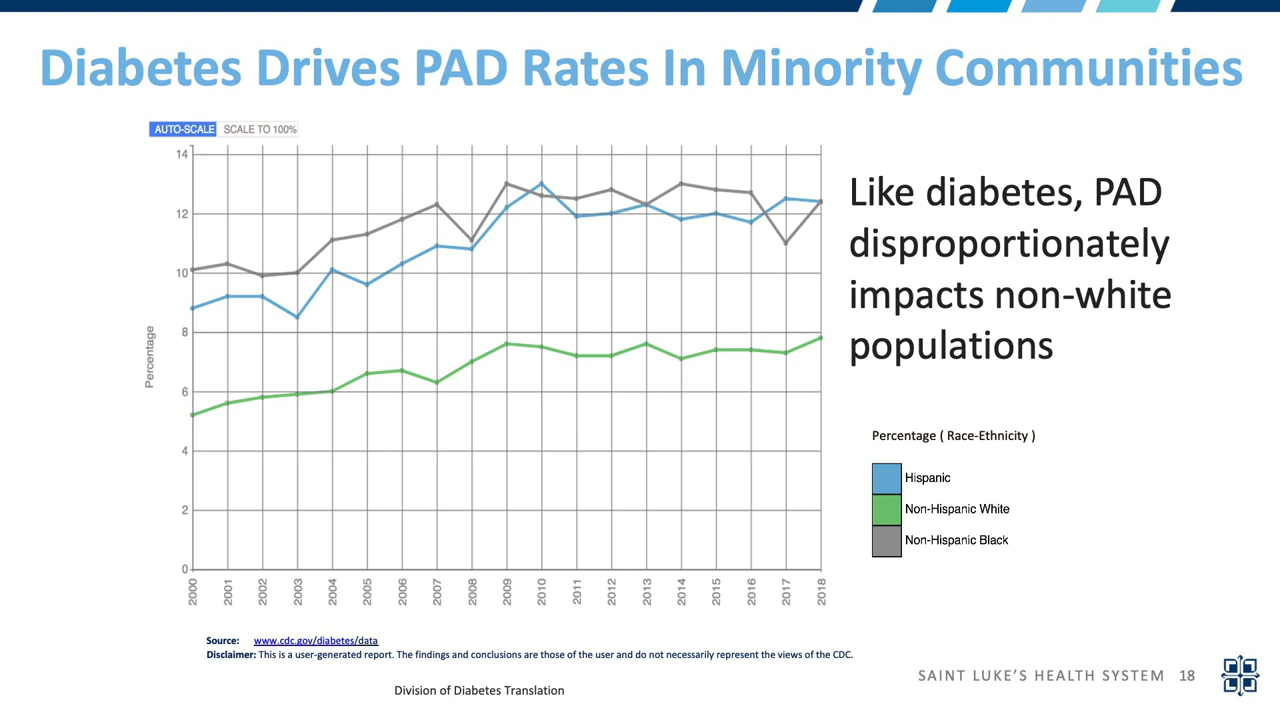 Diabetes Drives PAD Rates In Minority Communities
AUTO-SCALE SCALE TO 100%
14
12
10
8
6
4
2
0
Percentage
2000 2001 2002 2003 2004 2005 2006 2007 2008 2009 2010 2011 2012 2013 2014 2015 2016 2017 2018
Like diabetes, PAD
disproportionately
impacts non-white
populations
Percentage ( Race-Ethnicity )
Hispanic
Non-Hispanic White
Non-Hispanic Black
Source: www.cdc.gov/diabetes/data
Disclaimer: This is a user-generated report. The findings and conclusions are those of the user and do not necessarily represent the views of the CDC.
Division of Diabetes Translation
SAINT LUKE'S HEALTH SYSTEM 18